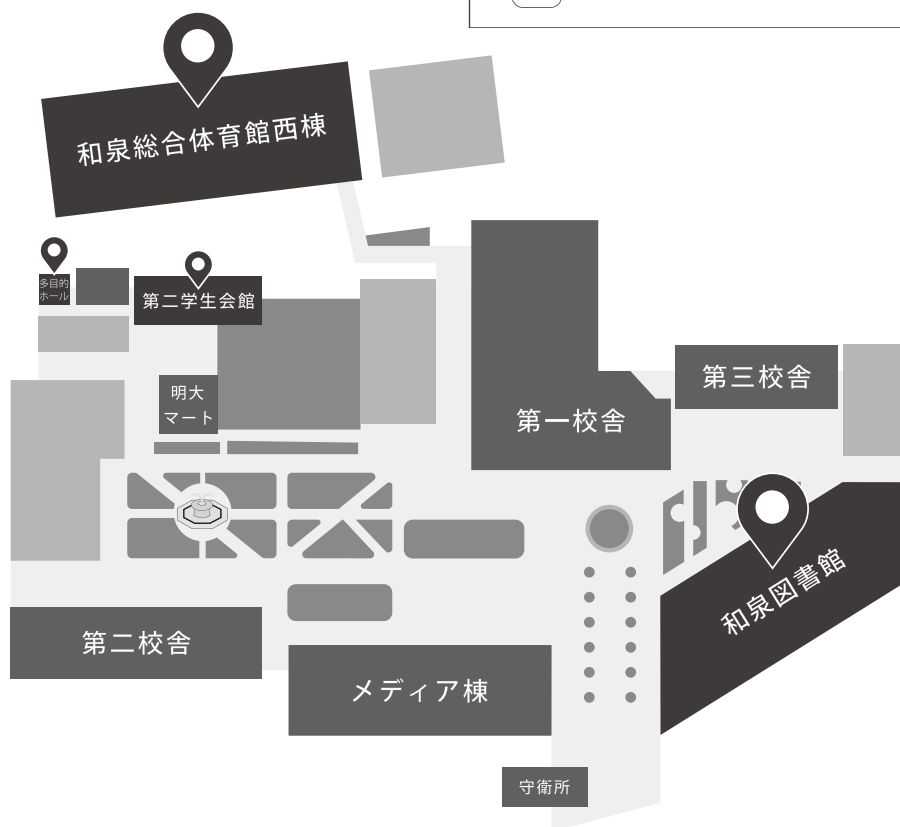 和泉総合体育館西棟
多目的
ホール
第二学生会館
明大
マート
第一校舎
第三校舎
和泉図書館
第二校舎
メディア棟
守衛所